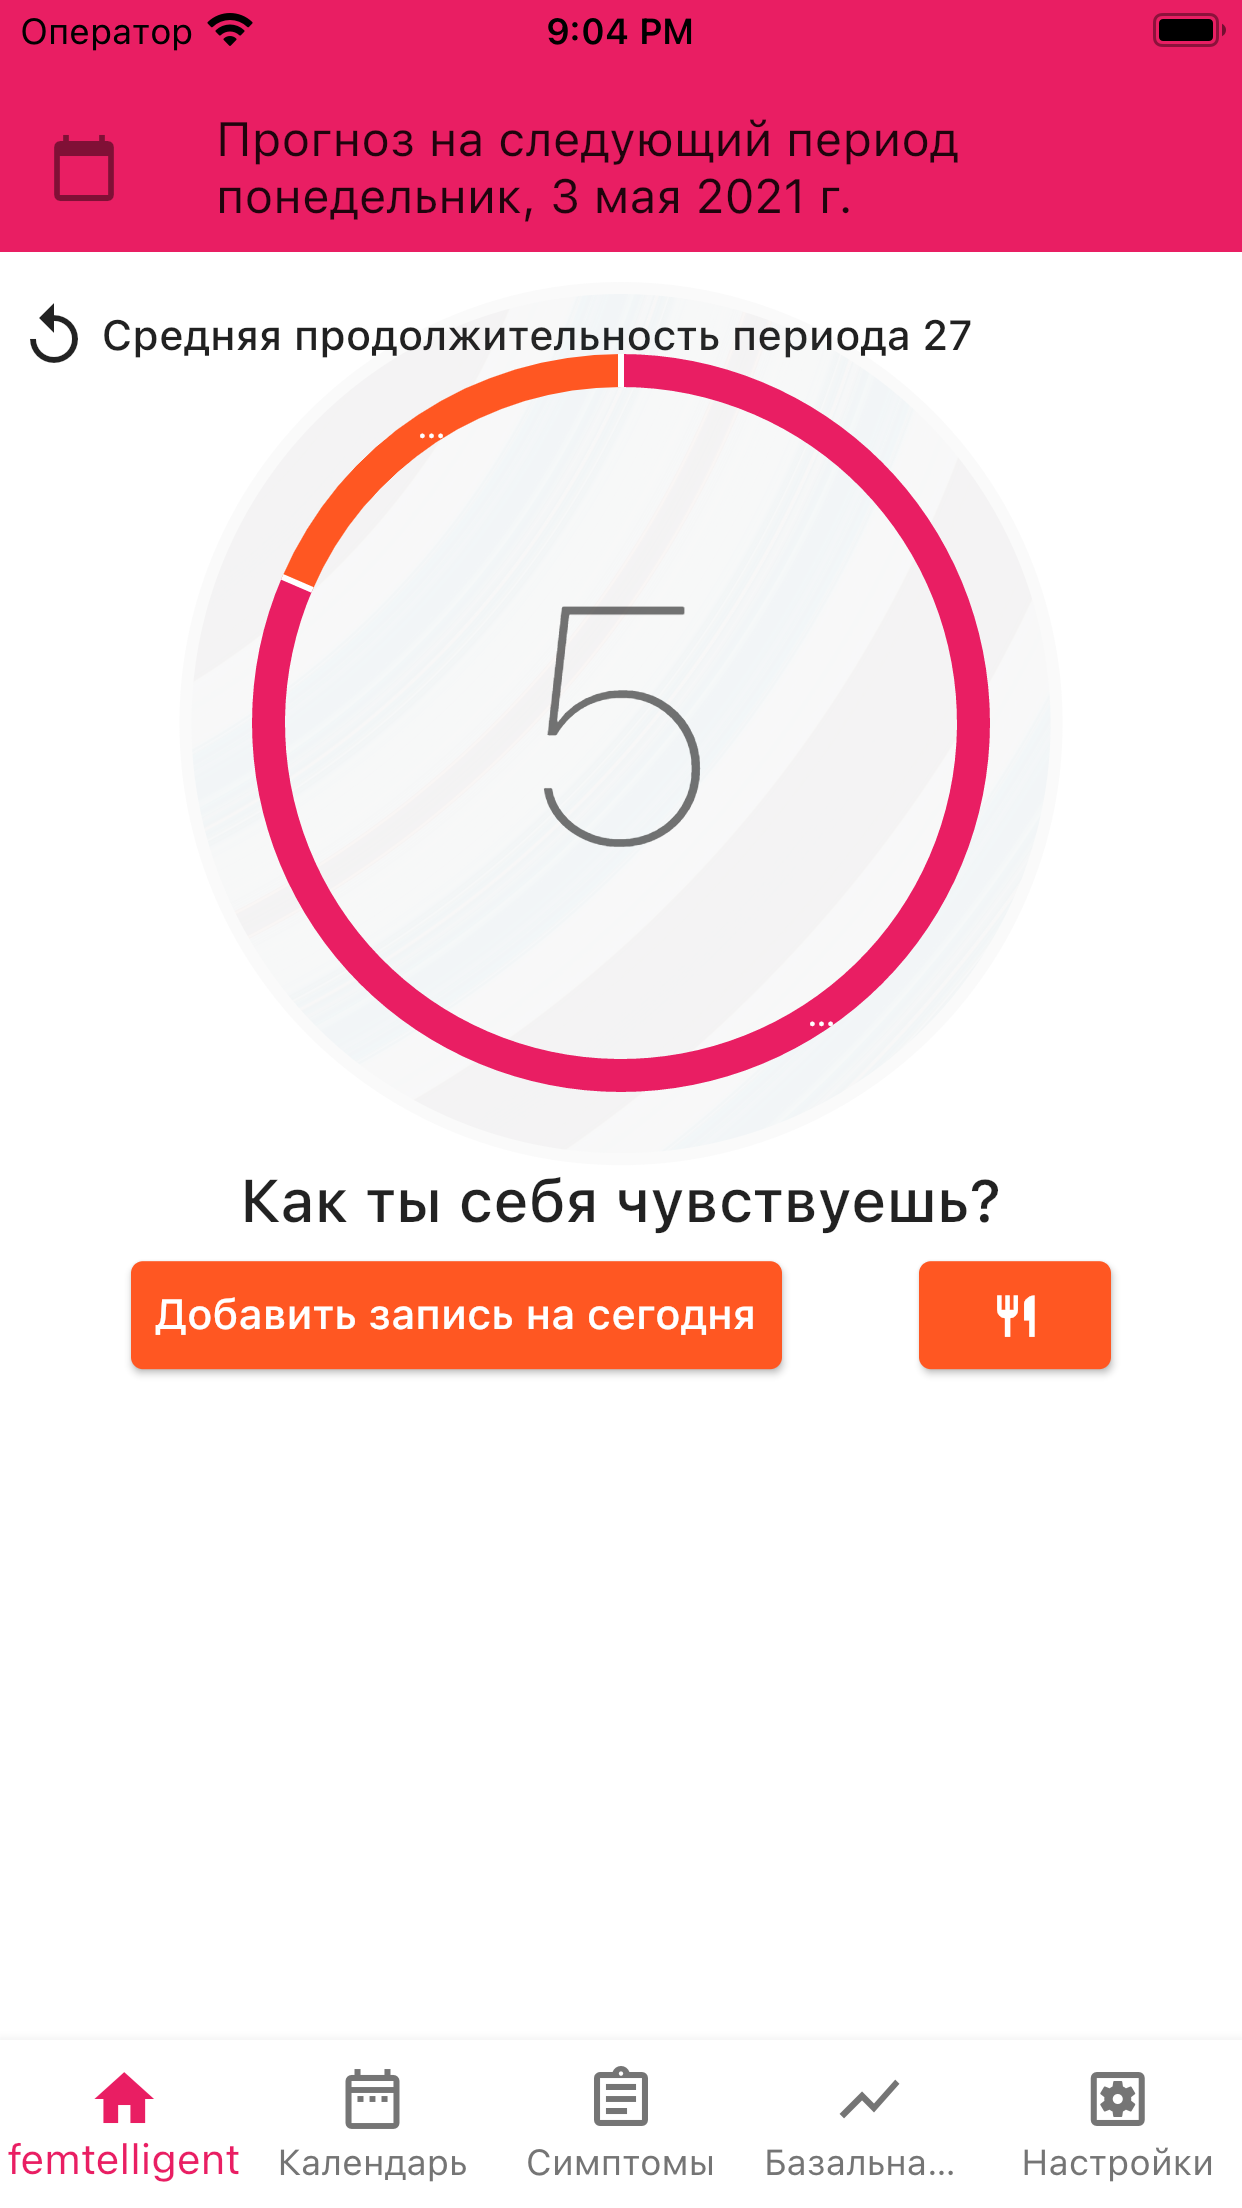 Оператор
9:04 PM
Прогноз на следующий период
понедельник, 3 мая 2021 г.
Средняя продолжительность периода 27
...
5
...
Как ты себя чувствуешь?
Добавить запись на сегодня
femtelligent
Календарь
Симптомы
Базальна...
Настройки